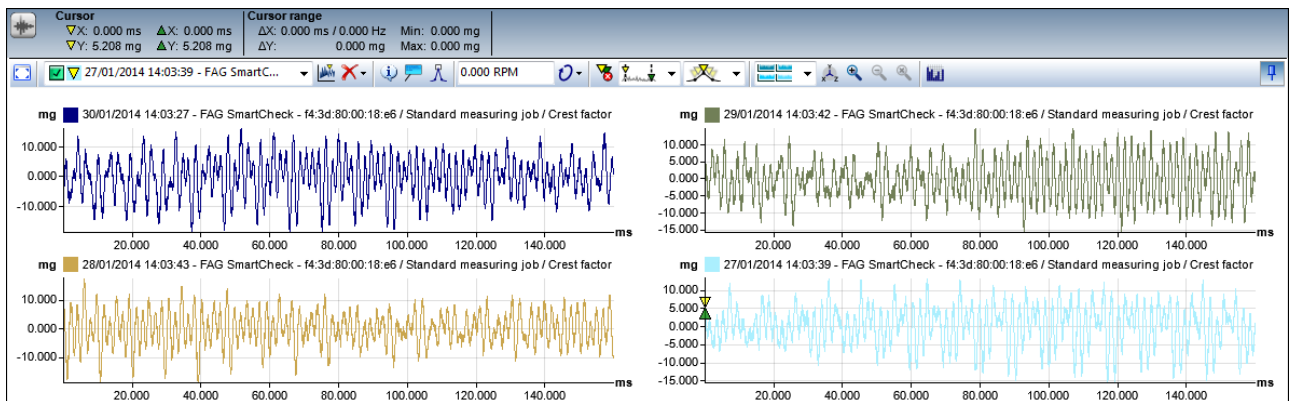 Cursor Cursor range
X: 0.000 ms X: 0.000 ms ΔX: 0.000 ms / 0.000 Hz Min: 0.000 mg
Y: 5.208 mg Y: 5.208 mg ΔY: 0.000 mg Max: 0.000 mg
27/01/2014 14:03:39 - FAG SmartC... 0.000 RPM
mg 30/01/2014 14:03:27 - FAG SmartCheck - f4:3d:80:00:18:e6 / Standard measuring job / Crest factor
10.000
0.000
-10.000
ms
20.000 40.000 60.000 80.000 100.000 120.000 140.000
mg 29/01/2014 14:03:42 - FAG SmartCheck - f4:3d:80:00:18:e6 / Standard measuring job / Crest factor
10.000
5.000
0.000
-5.000
-10.000
-15.000
ms
20.000 40.000 60.000 80.000 100.000 120.000 140.000
mg 28/01/2014 14:03:43 - FAG SmartCheck - f4:3d:80:00:18:e6 / Standard measuring job / Crest factor
10.000
0.000
-10.000
ms
20.000 40.000 60.000 80.000 100.000 120.000 140.000
mg 27/01/2014 14:03:39 - FAG SmartCheck - f4:3d:80:00:18:e6 / Standard measuring job / Crest factor
10.000
5.000
0.000
-5.000
-10.000
-15.000
ms
20.000 40.000 60.000 80.000 100.000 120.000 140.000